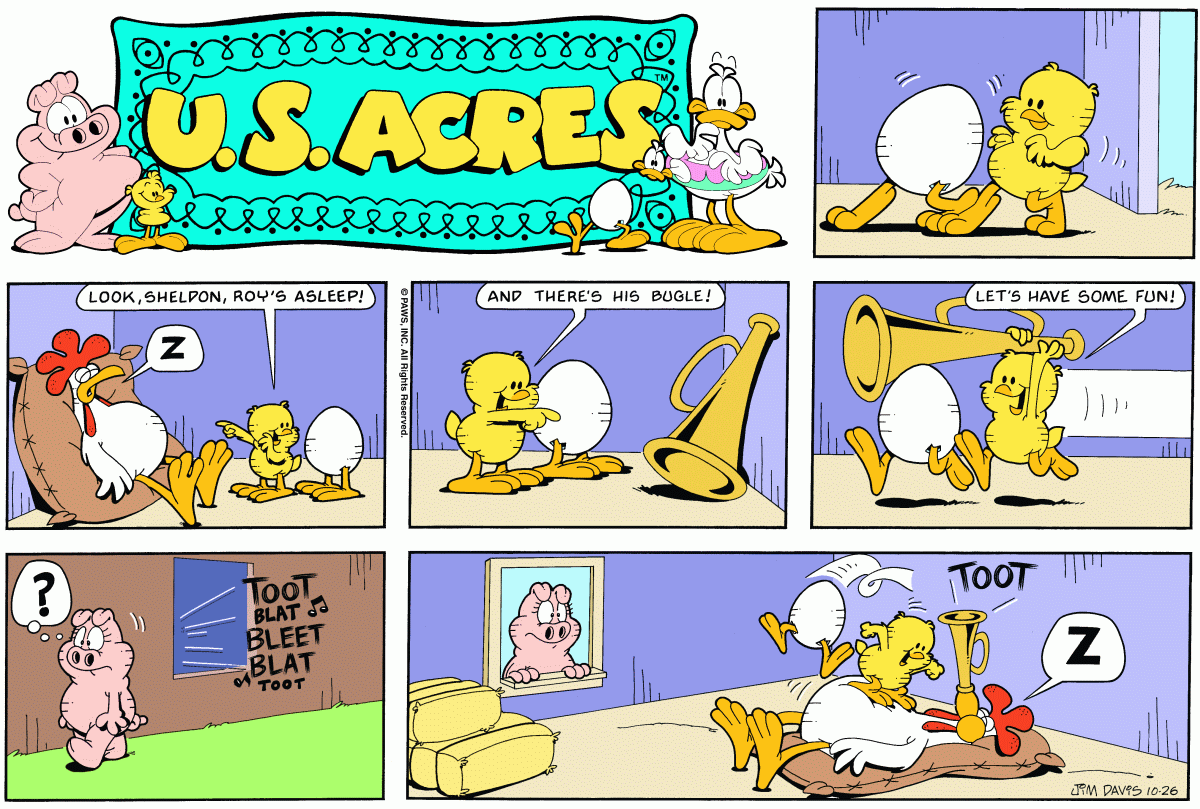 U.S. ACRES
TM
LOOK, SHELDON, ROY'S ASLEEP!
Z
© PAWS, INC. All Rights Reserved.
AND THERE'S HIS BUGLE!
LET'S HAVE SOME FUN!
?
TOOT
BLAT
BLEET
BLAT
TOOT
TOOT
Z
JIM DAVIS 10-26